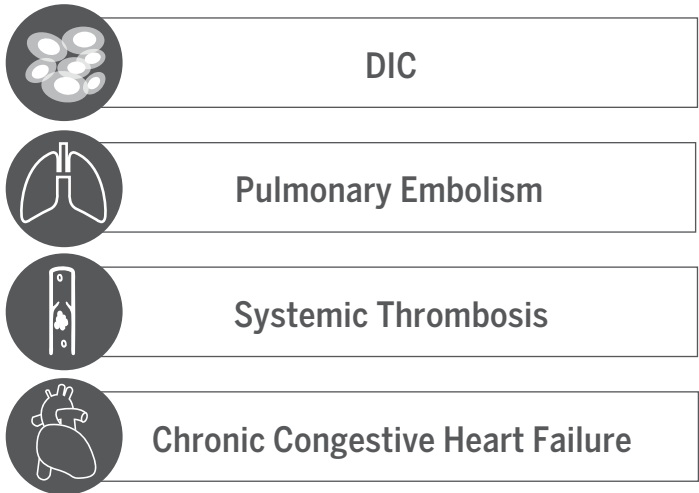 DIC
Pulmonary Embolism
Systemic Thrombosis
Chronic Congestive Heart Failure